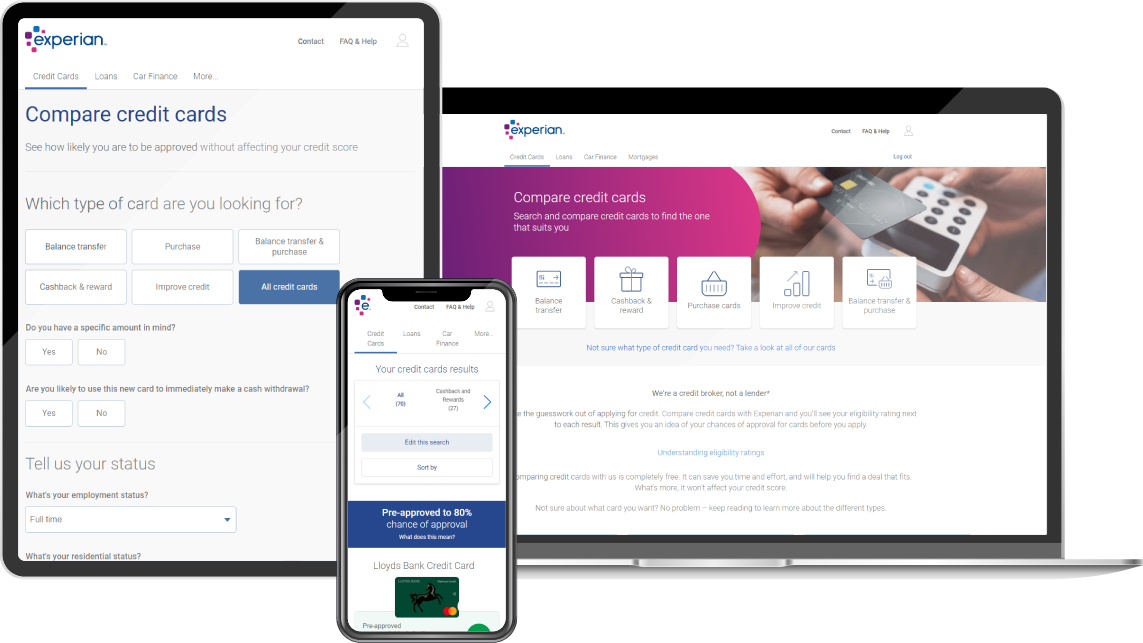 experian.
Contact
FAQ & Help
Credit Cards
Loans
Car Finance
More...
Compare credit cards
See how likely you are to be approved without affecting your credit score
Which type of card are you looking for?
Balance transfer
Purchase
Balance transfer &
purchase
Cashback & reward
Improve credit
All credit cards
Do you have a specific amount in mind?
Yes
No
Are you likely to use this new card to immediately make a cash withdrawal?
Yes
No
Tell us your status
What's your employment status?
Full time
What's your residential status?
e.
Contact
FAQ & Help
Credit
Cards
Loans
Car
Finance
More...
Your credit cards results
All
(70)
Cashback and
Rewards
(27)
Edit this search
Sort by
Pre-approved to 80%
chance of approval
What does this mean?
Lloyds Bank Credit Card
LLOYDS BANK
Pre-approved
experian.
Contact
FAQ & Help
Credit Cards
Loans
Car Finance
Mortgages
Log out
Compare credit cards
Search and compare credit cards to find the one
that suits you
Balance
transfer
Cashback &
reward
Purchase cards
Improve credit
Balance transfer &
purchase
Not sure what type of credit card you need? Take a look at all of our cards
We're a credit broker, not a lender*
the guesswork out of applying for credit. Compare credit cards with Experian and you'll see your eligibility rating next
to each result. This gives you an idea of your chances of approval for cards before you apply.
Understanding eligibility ratings
omparing credit cards with us is completely free. It can save you time and effort, and will help you find a deal that fits.
What's more, it won't affect your credit score.
Not sure about what card you want? No problem – keep reading to learn more about the different types.